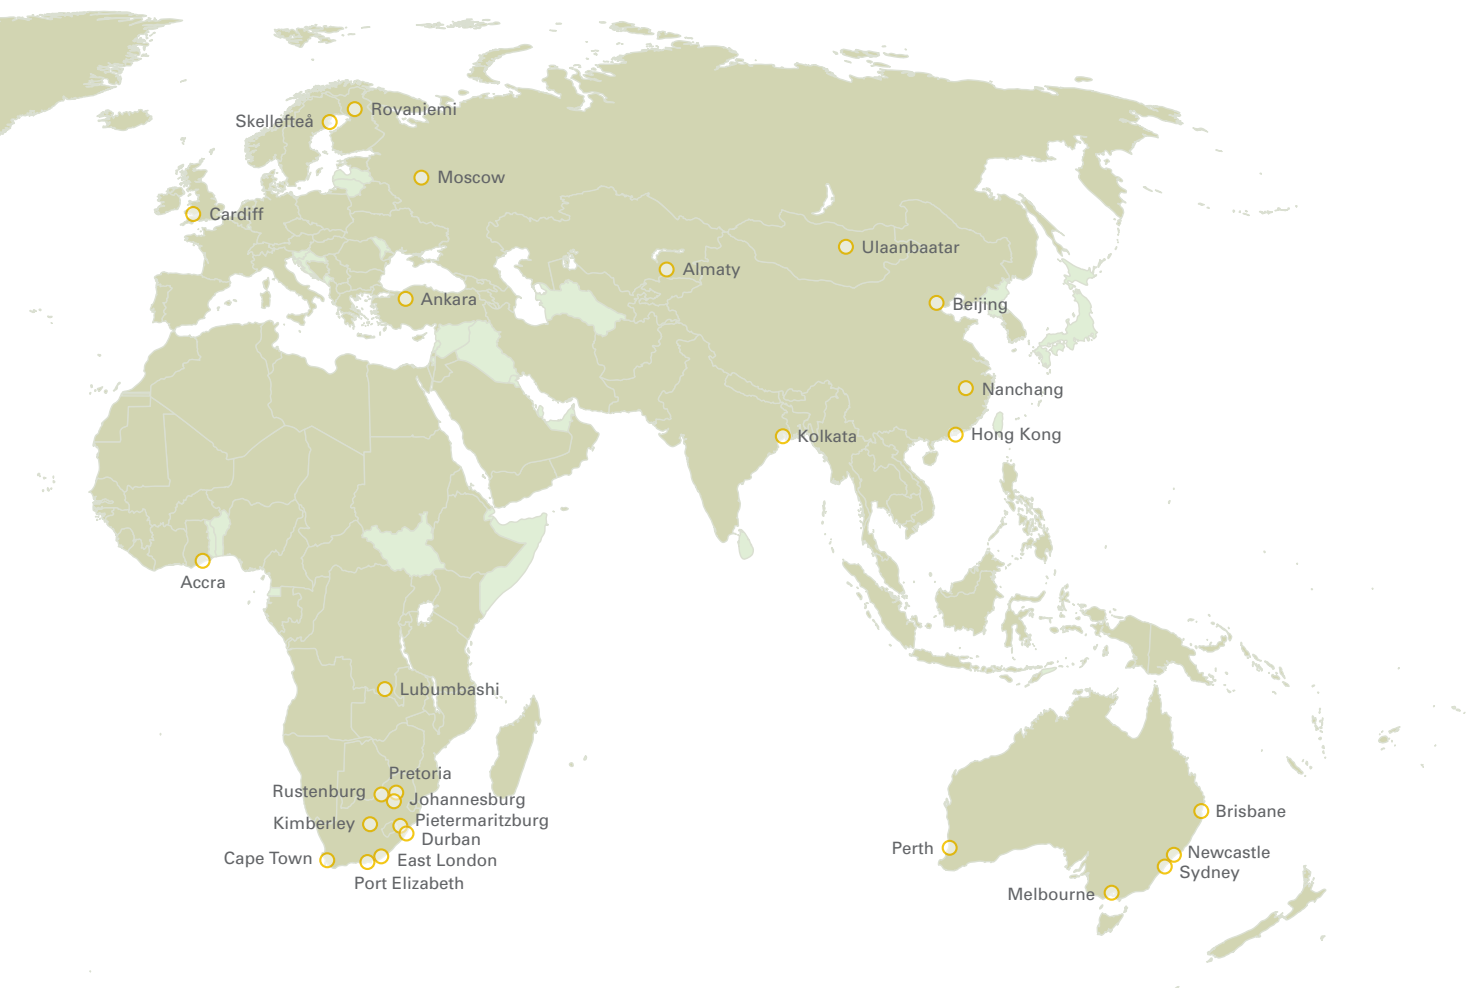 Rovaniemi
Skellefteå
Moscow
Cardiff
Ulaanbaatar
Almaty
Ankara
Beijing
Nanchang
Hong Kong
Kolkata
Accra
Lubumbashi
Pretoria
Rustenburg
Johannesburg
Pietermaritzburg
Kimberley
Durban
Cape Town
East London
Port Elizabeth
Brisbane
Perth
Newcastle
Sydney
Melbourne